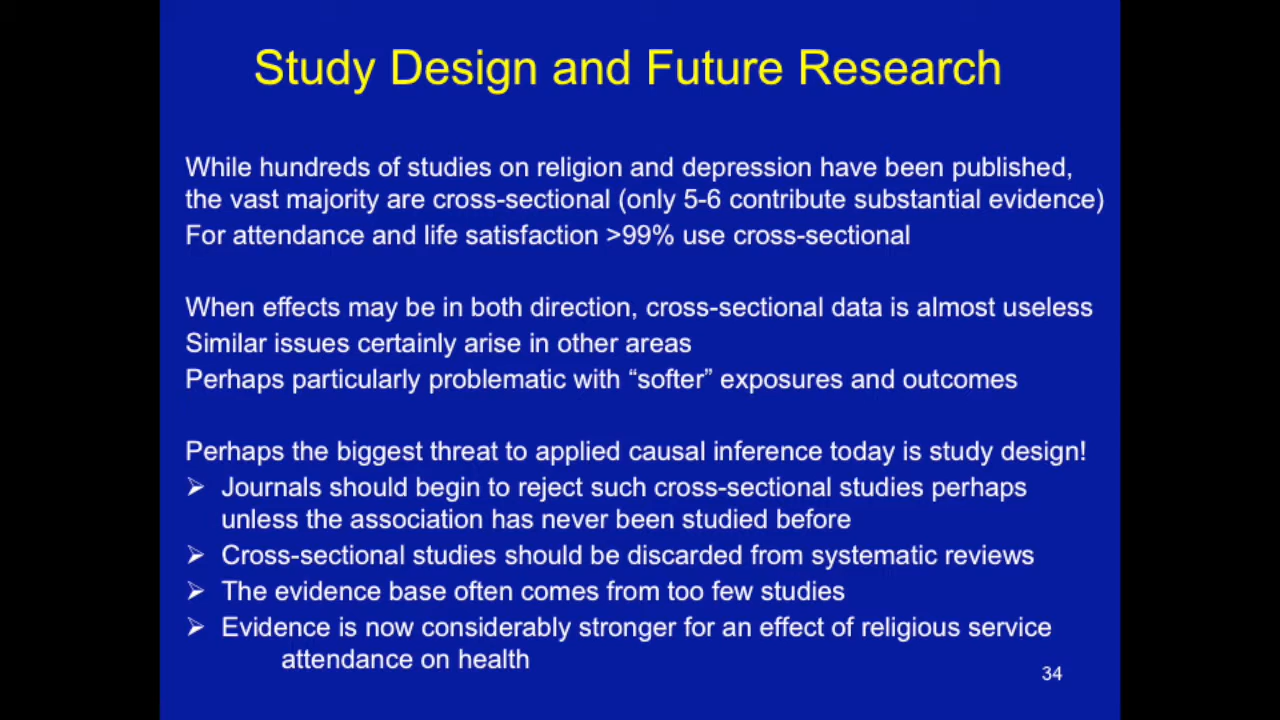 Study Design and Future Research
While hundreds of studies on religion and depression have been published,
the vast majority are cross-sectional (only 5-6 contribute substantial evidence)
For attendance and life satisfaction >99% use cross-sectional
When effects may be in both direction, cross-sectional data is almost useless
Similar issues certainly arise in other areas
Perhaps particularly problematic with “softer” exposures and outcomes
Perhaps the biggest threat to applied causal inference today is study design!
➢ Journals should begin to reject such cross-sectional studies perhaps
unless the association has never been studied before
➢ Cross-sectional studies should be discarded from systematic reviews
➢ The evidence base often comes from too few studies
➢ Evidence is now considerably stronger for an effect of religious service
attendance on health
34